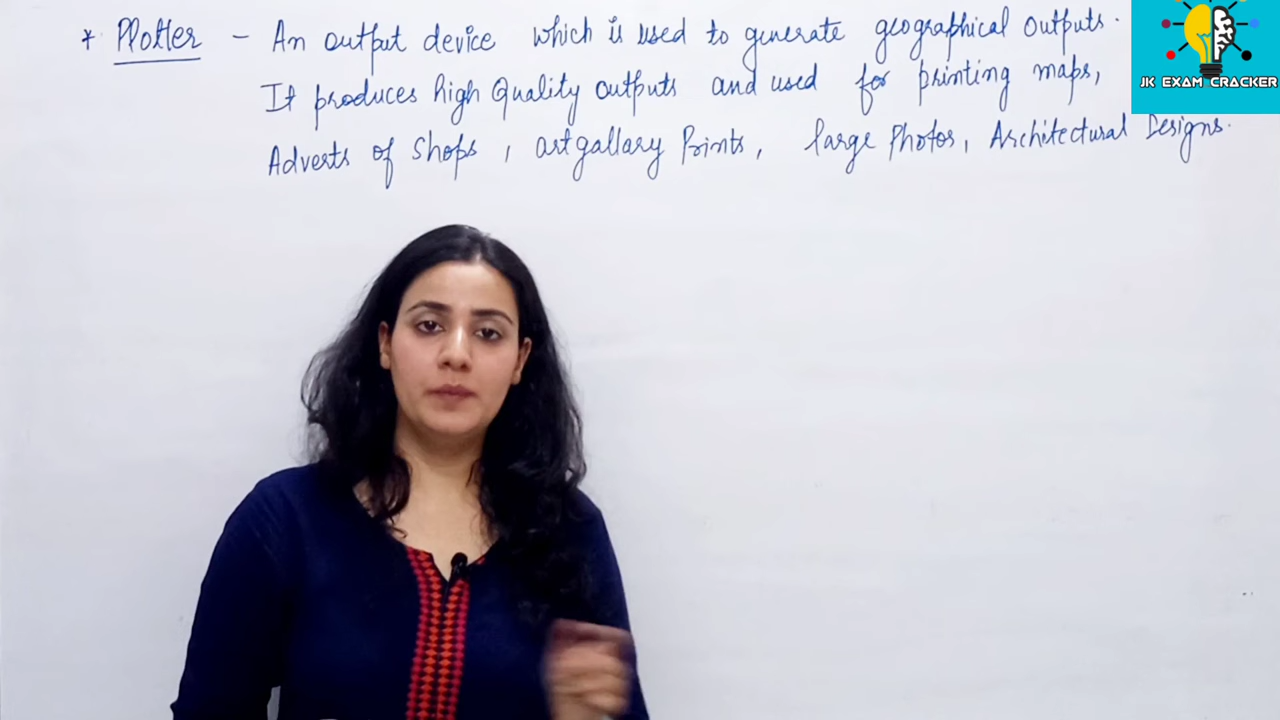 * Plotter - An output device which is used to generate geographical outputs.
It produces high Quality outputs and used for printing maps,
Adverts of Shops, artgallary Prints, large Photos, Architectural Designs.
JK EXAM CRACKER